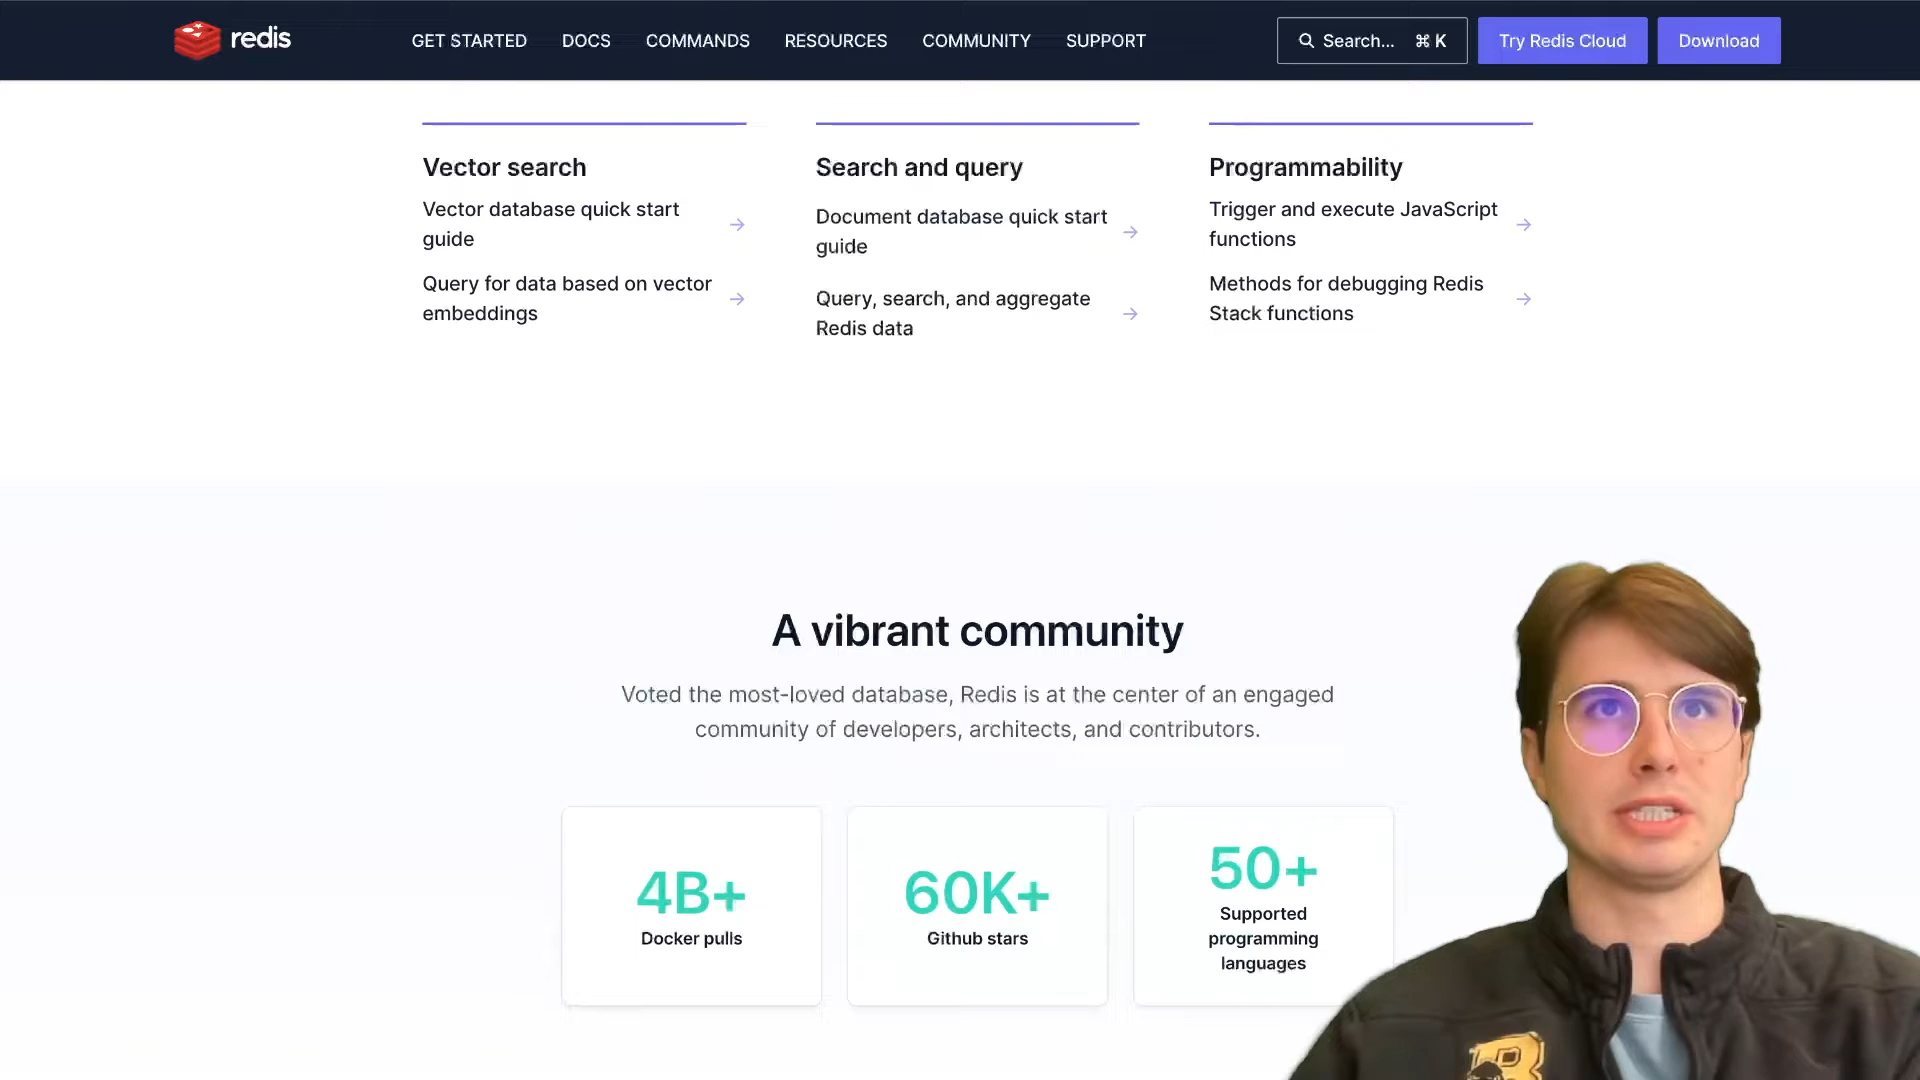 redis
GET STARTED
DOCS
COMMANDS
RESOURCES
COMMUNITY
SUPPORT
Search... ⌘ K
Try Redis Cloud
Download
Vector search
Vector database quick start
guide
Query for data based on vector
embeddings
Search and query
Document database quick start
guide
Query, search, and aggregate
Redis data
Programmability
Trigger and execute JavaScript
functions
Methods for debugging Redis
Stack functions
A vibrant community
Voted the most-loved database, Redis is at the center of an engaged
community of developers, architects, and contributors.
4B+
Docker pulls
60K+
Github stars
50+
Supported
programming
languages
B